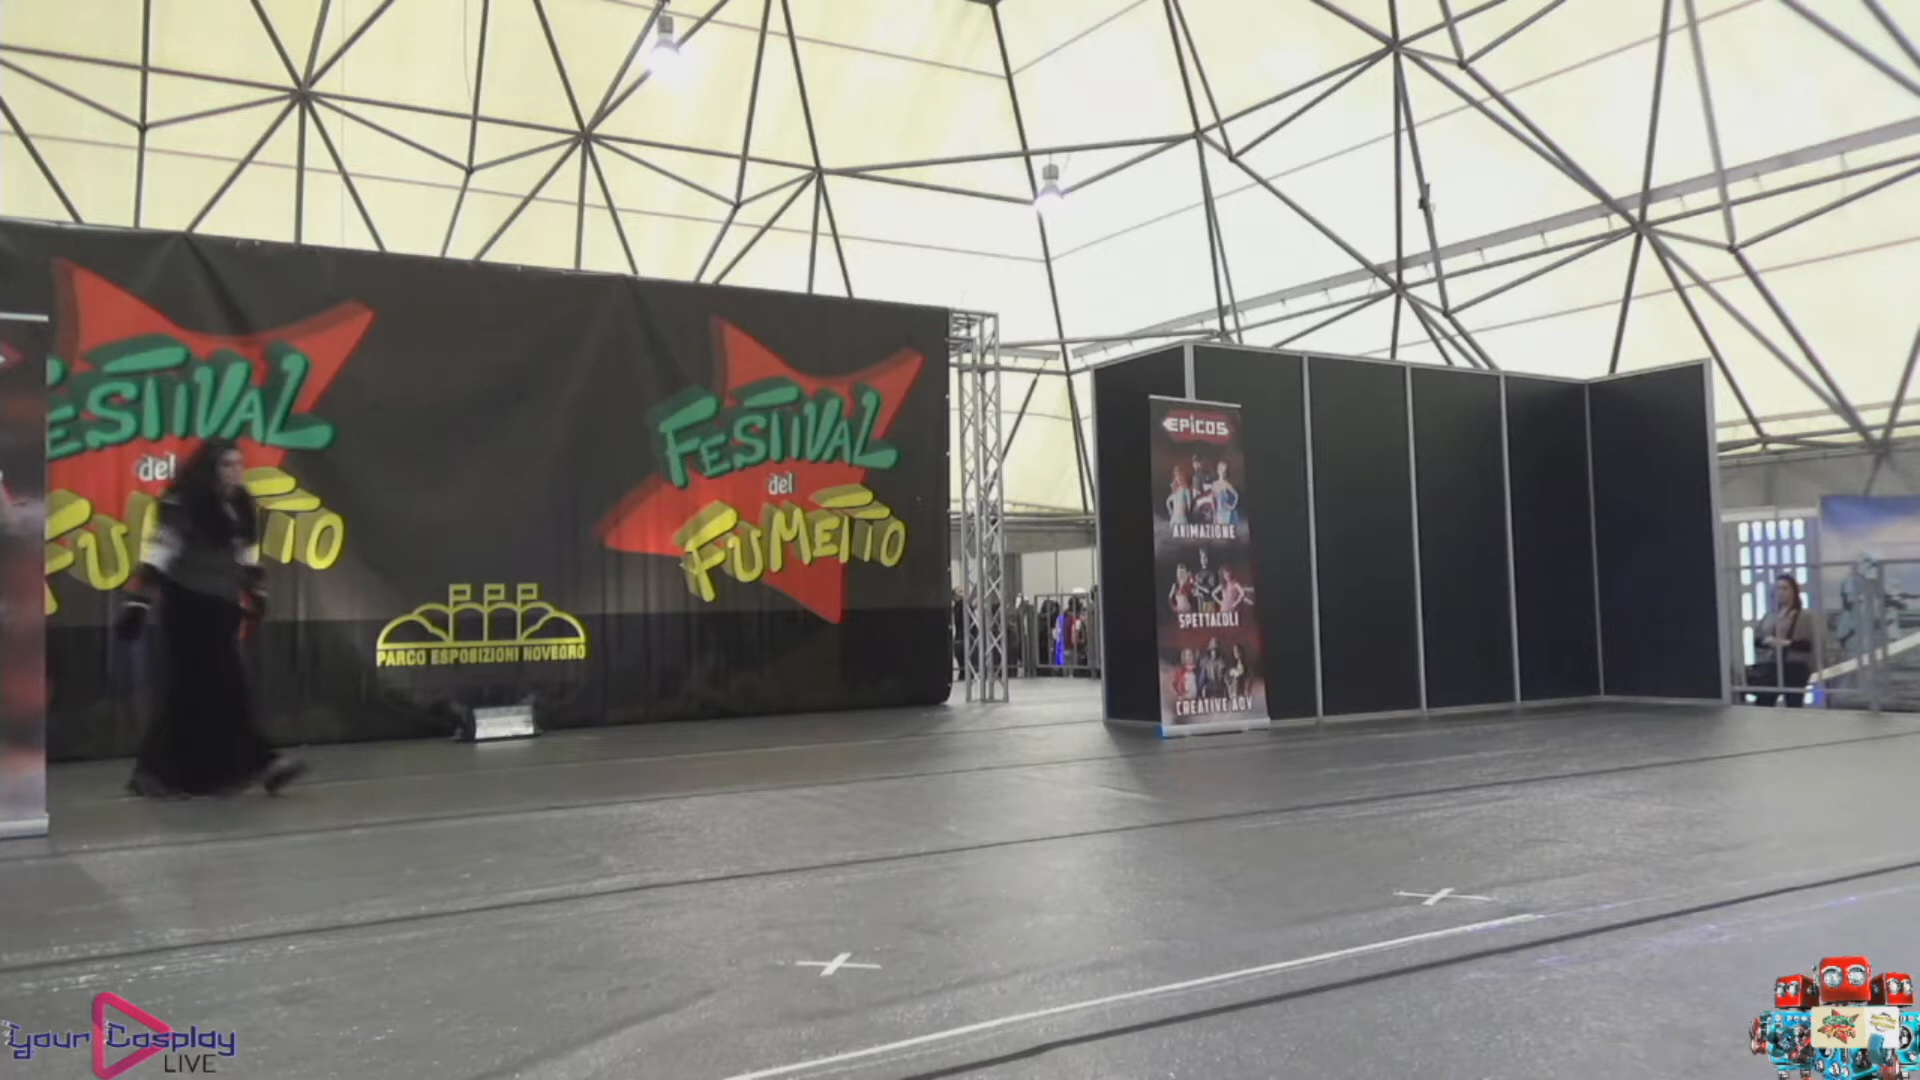 FESTIVAL
del
FUMETTO
FESTIVAL
del
FUMETTO
PARCO ESPOSIZIONI NOVEGRO
EPICOS
ANIMAZIONE
SPETTACOLI
CREATIVE ADV
Your Cosplay
LIVE